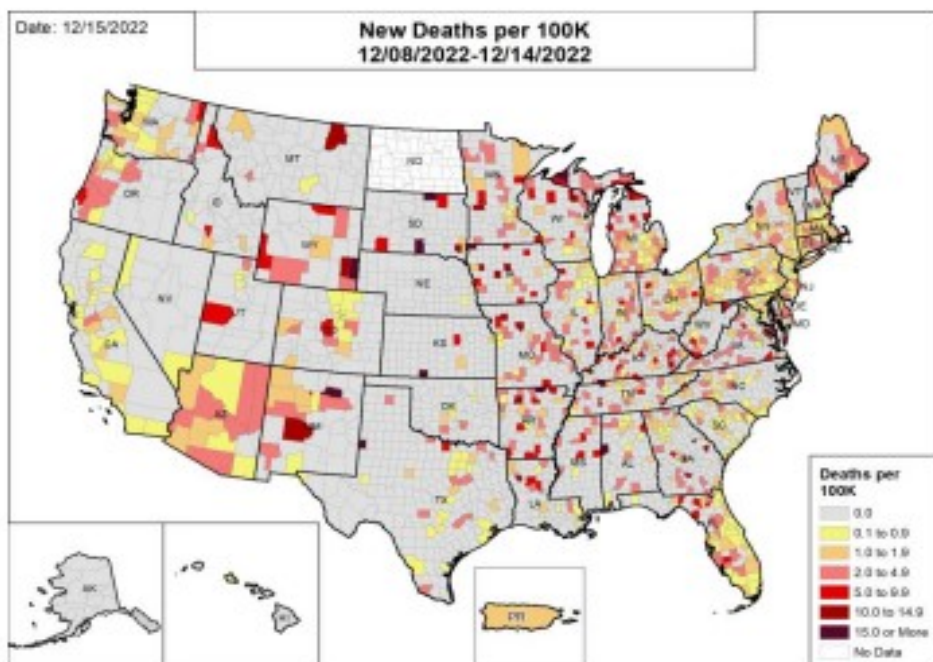 Date: 12/15/2022
New Deaths per 100K
12/08/2022-12/14/2022
WA
MT
ND
MN
ME
OR
ID
SD
WI
MI
NY
VT
WY
NE
IA
PA
NJ
NV
UT
IL
IN
OH
DE
MD
CA
KS
MO
KY
WV
VA
AZ
NM
OK
AR
TN
NC
SC
TX
LA
MS
AL
GA
AK
HI
PR
Deaths per
100K
0.0
0.1 to 0.9
1.0 to 1.9
2.0 to 4.9
5.0 to 9.9
10.0 to 14.9
15.0 or More
No Data